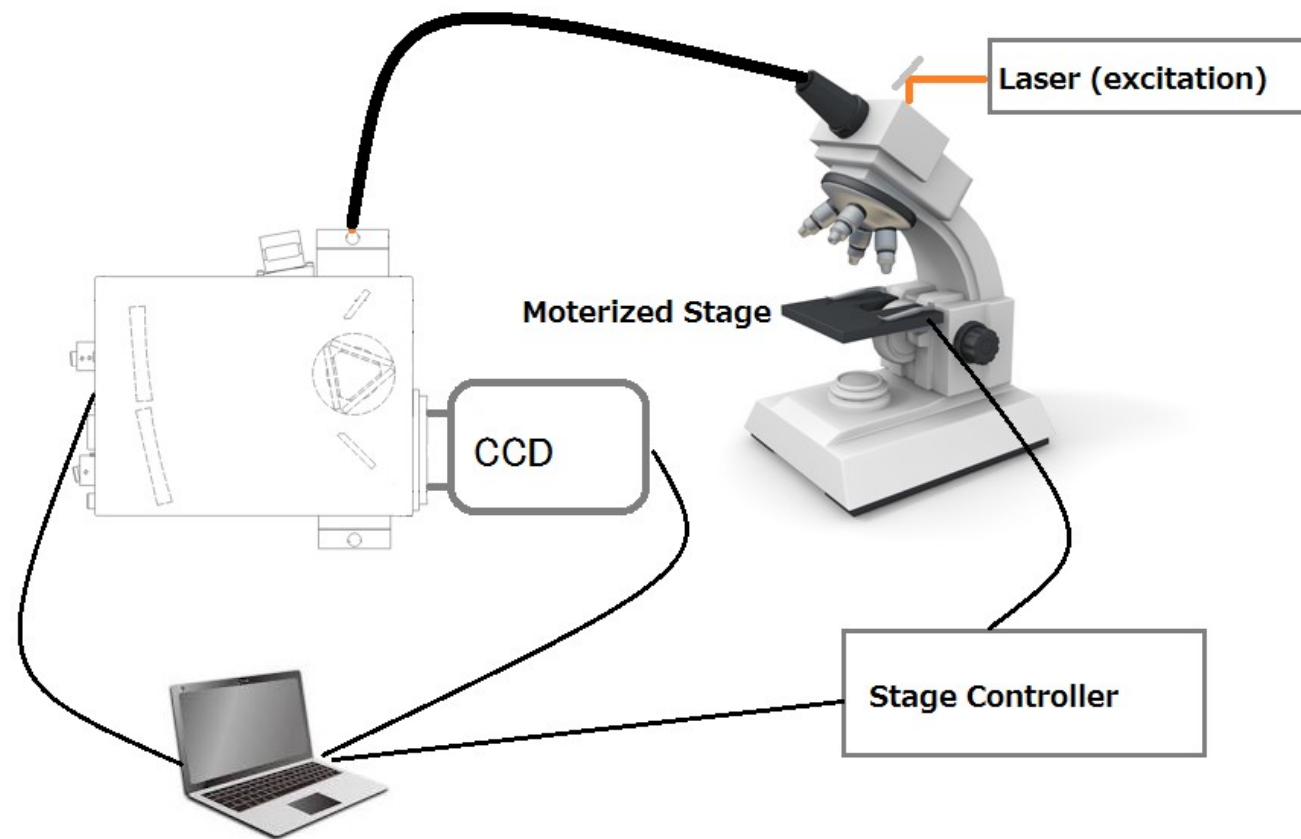 Laser (excitation)
Moterized Stage
CCD
Stage Controller